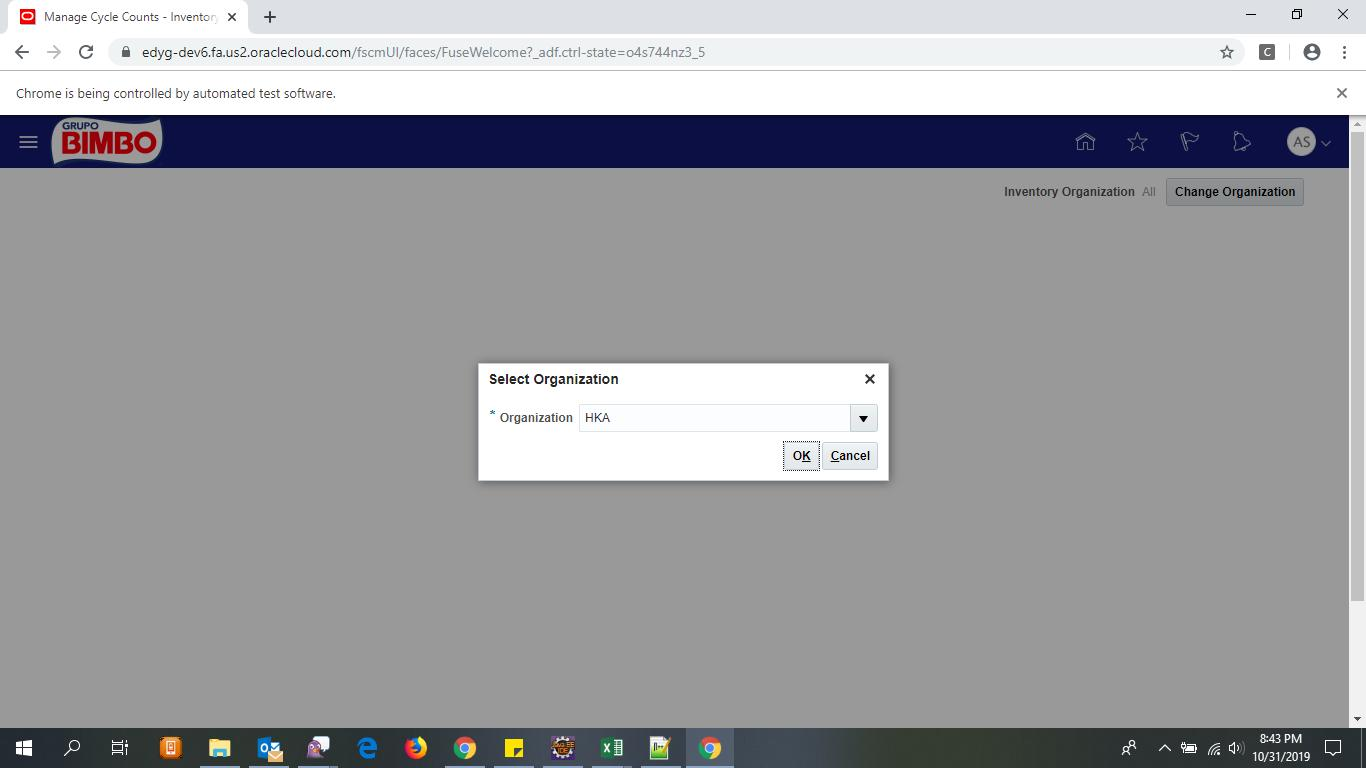 Manage Cycle Counts - Inventory
edyg-dev6.fa.us2.oraclecloud.com/fscmUI/faces/FuseWelcome?_adf.ctrl-state=o4s744nz3_5
C
Chrome is being controlled by automated test software.
GRUPO
BIMBO
AS
Inventory Organization All Change Organization
Select Organization
* Organization HKA
OK Cancel
8:43 PM
10/31/2019